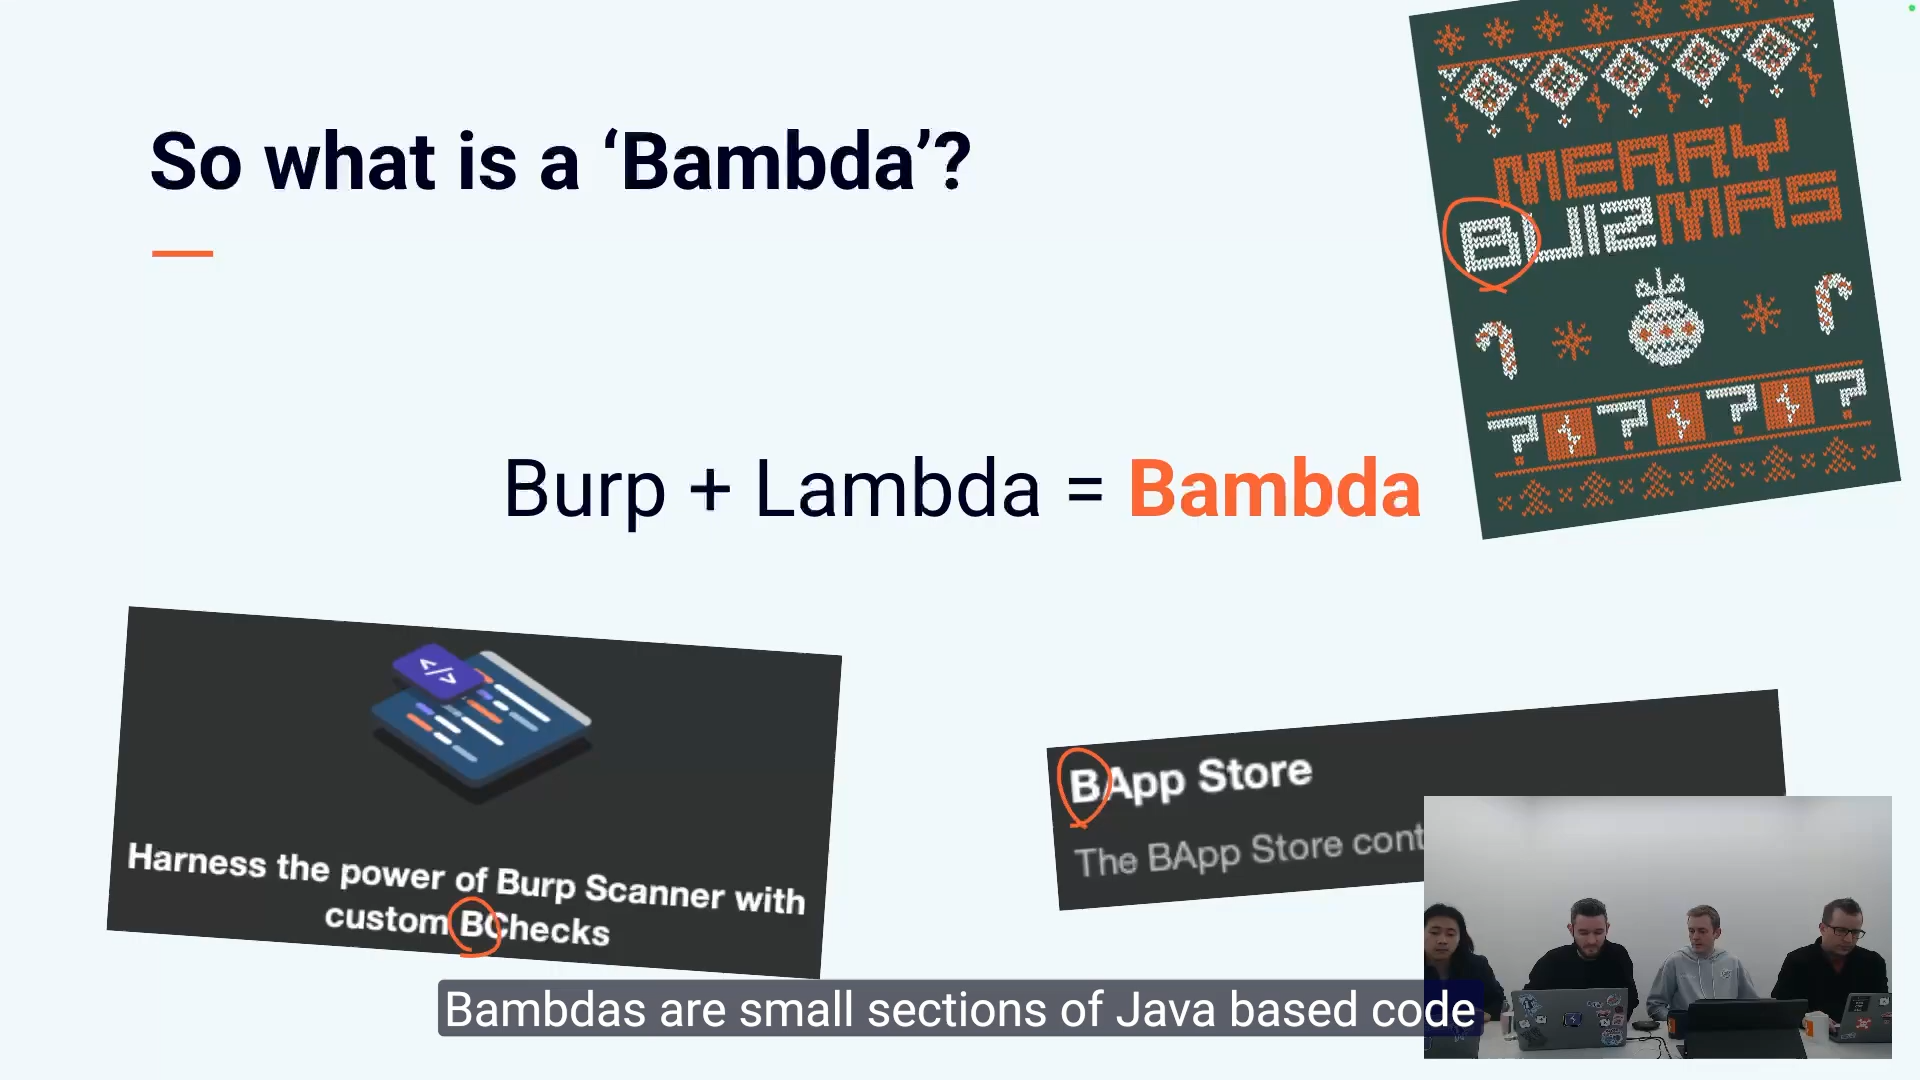 So what is a ‘Bambda’?
MERRY
BUIZMAS
? ? ? ?
Burp + Lambda = Bambda
</>
Harness the power of Burp Scanner with
custom BChecks
BApp Store
The BApp Store cont
Bambdas are small sections of Java based code